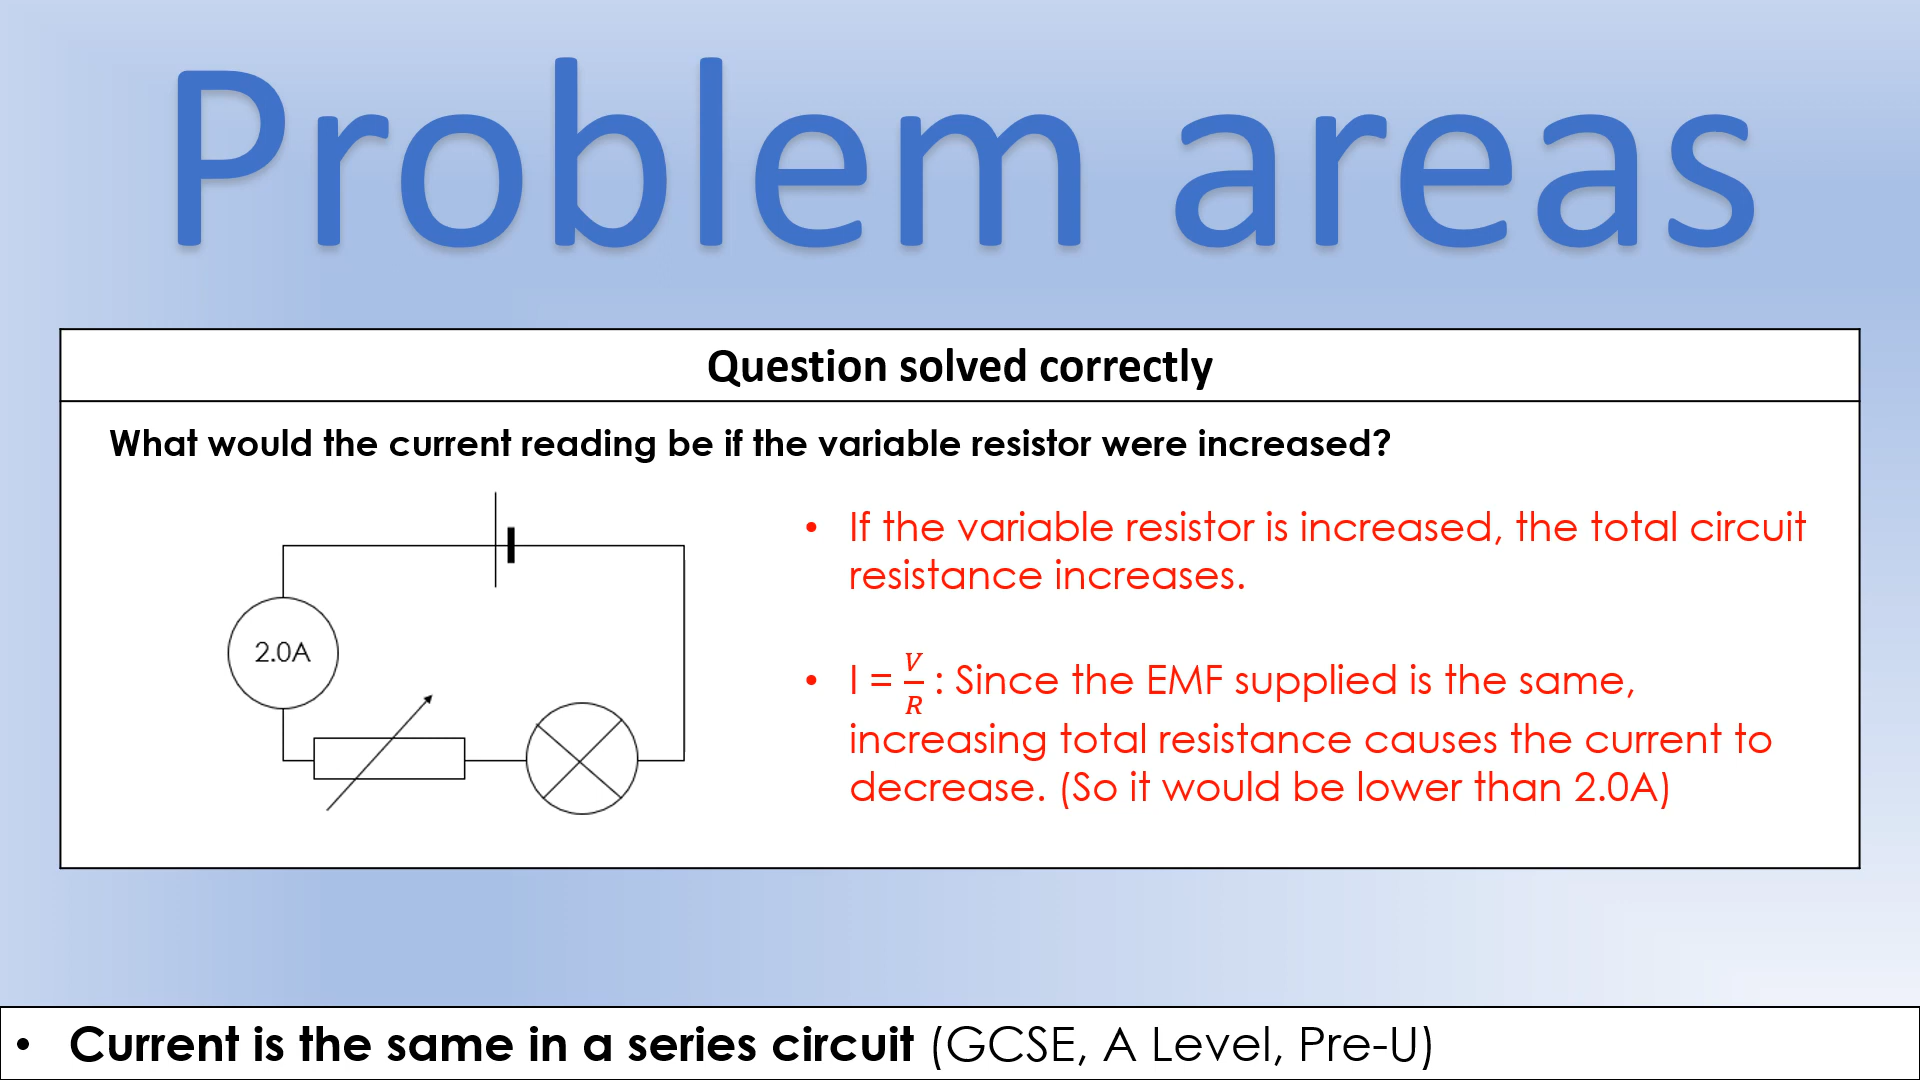 Problem areas
Question solved correctly
What would the current reading be if the variable resistor were increased?
2.0A
• If the variable resistor is increased, the total circuit
resistance increases.
• I = V/R : Since the EMF supplied is the same,
increasing total resistance causes the current to
decrease. (So it would be lower than 2.0A)
• Current is the same in a series circuit (GCSE, A Level, Pre-U)